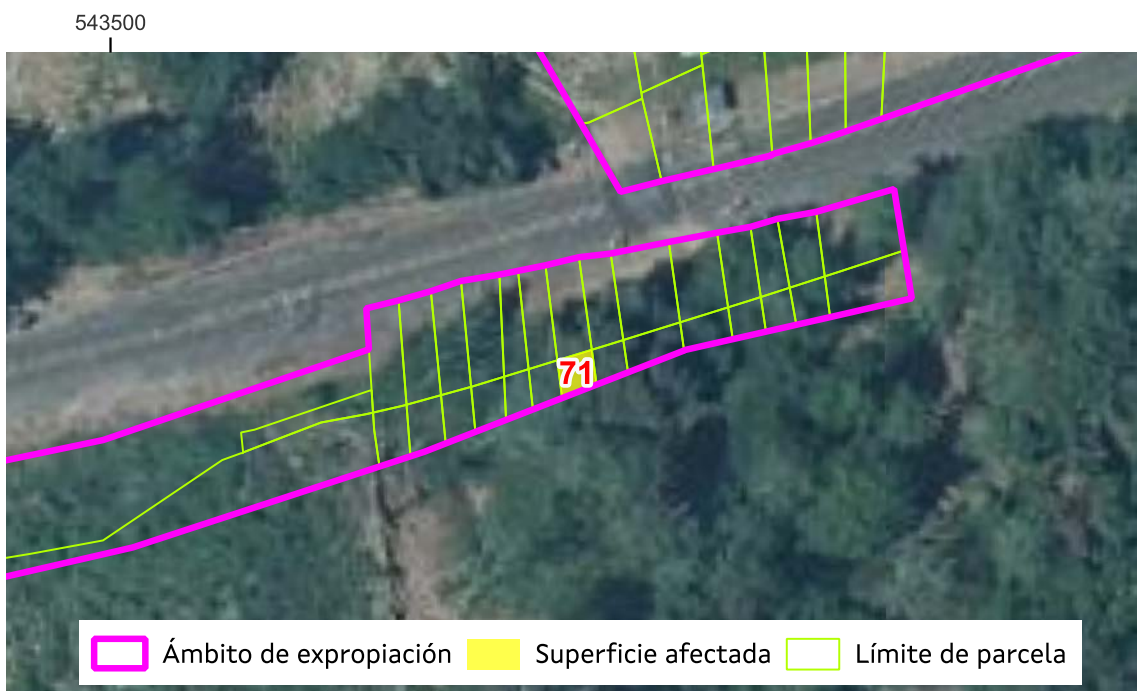 543500
71
Ámbito de expropiación Superficie afectada Límite de parcela